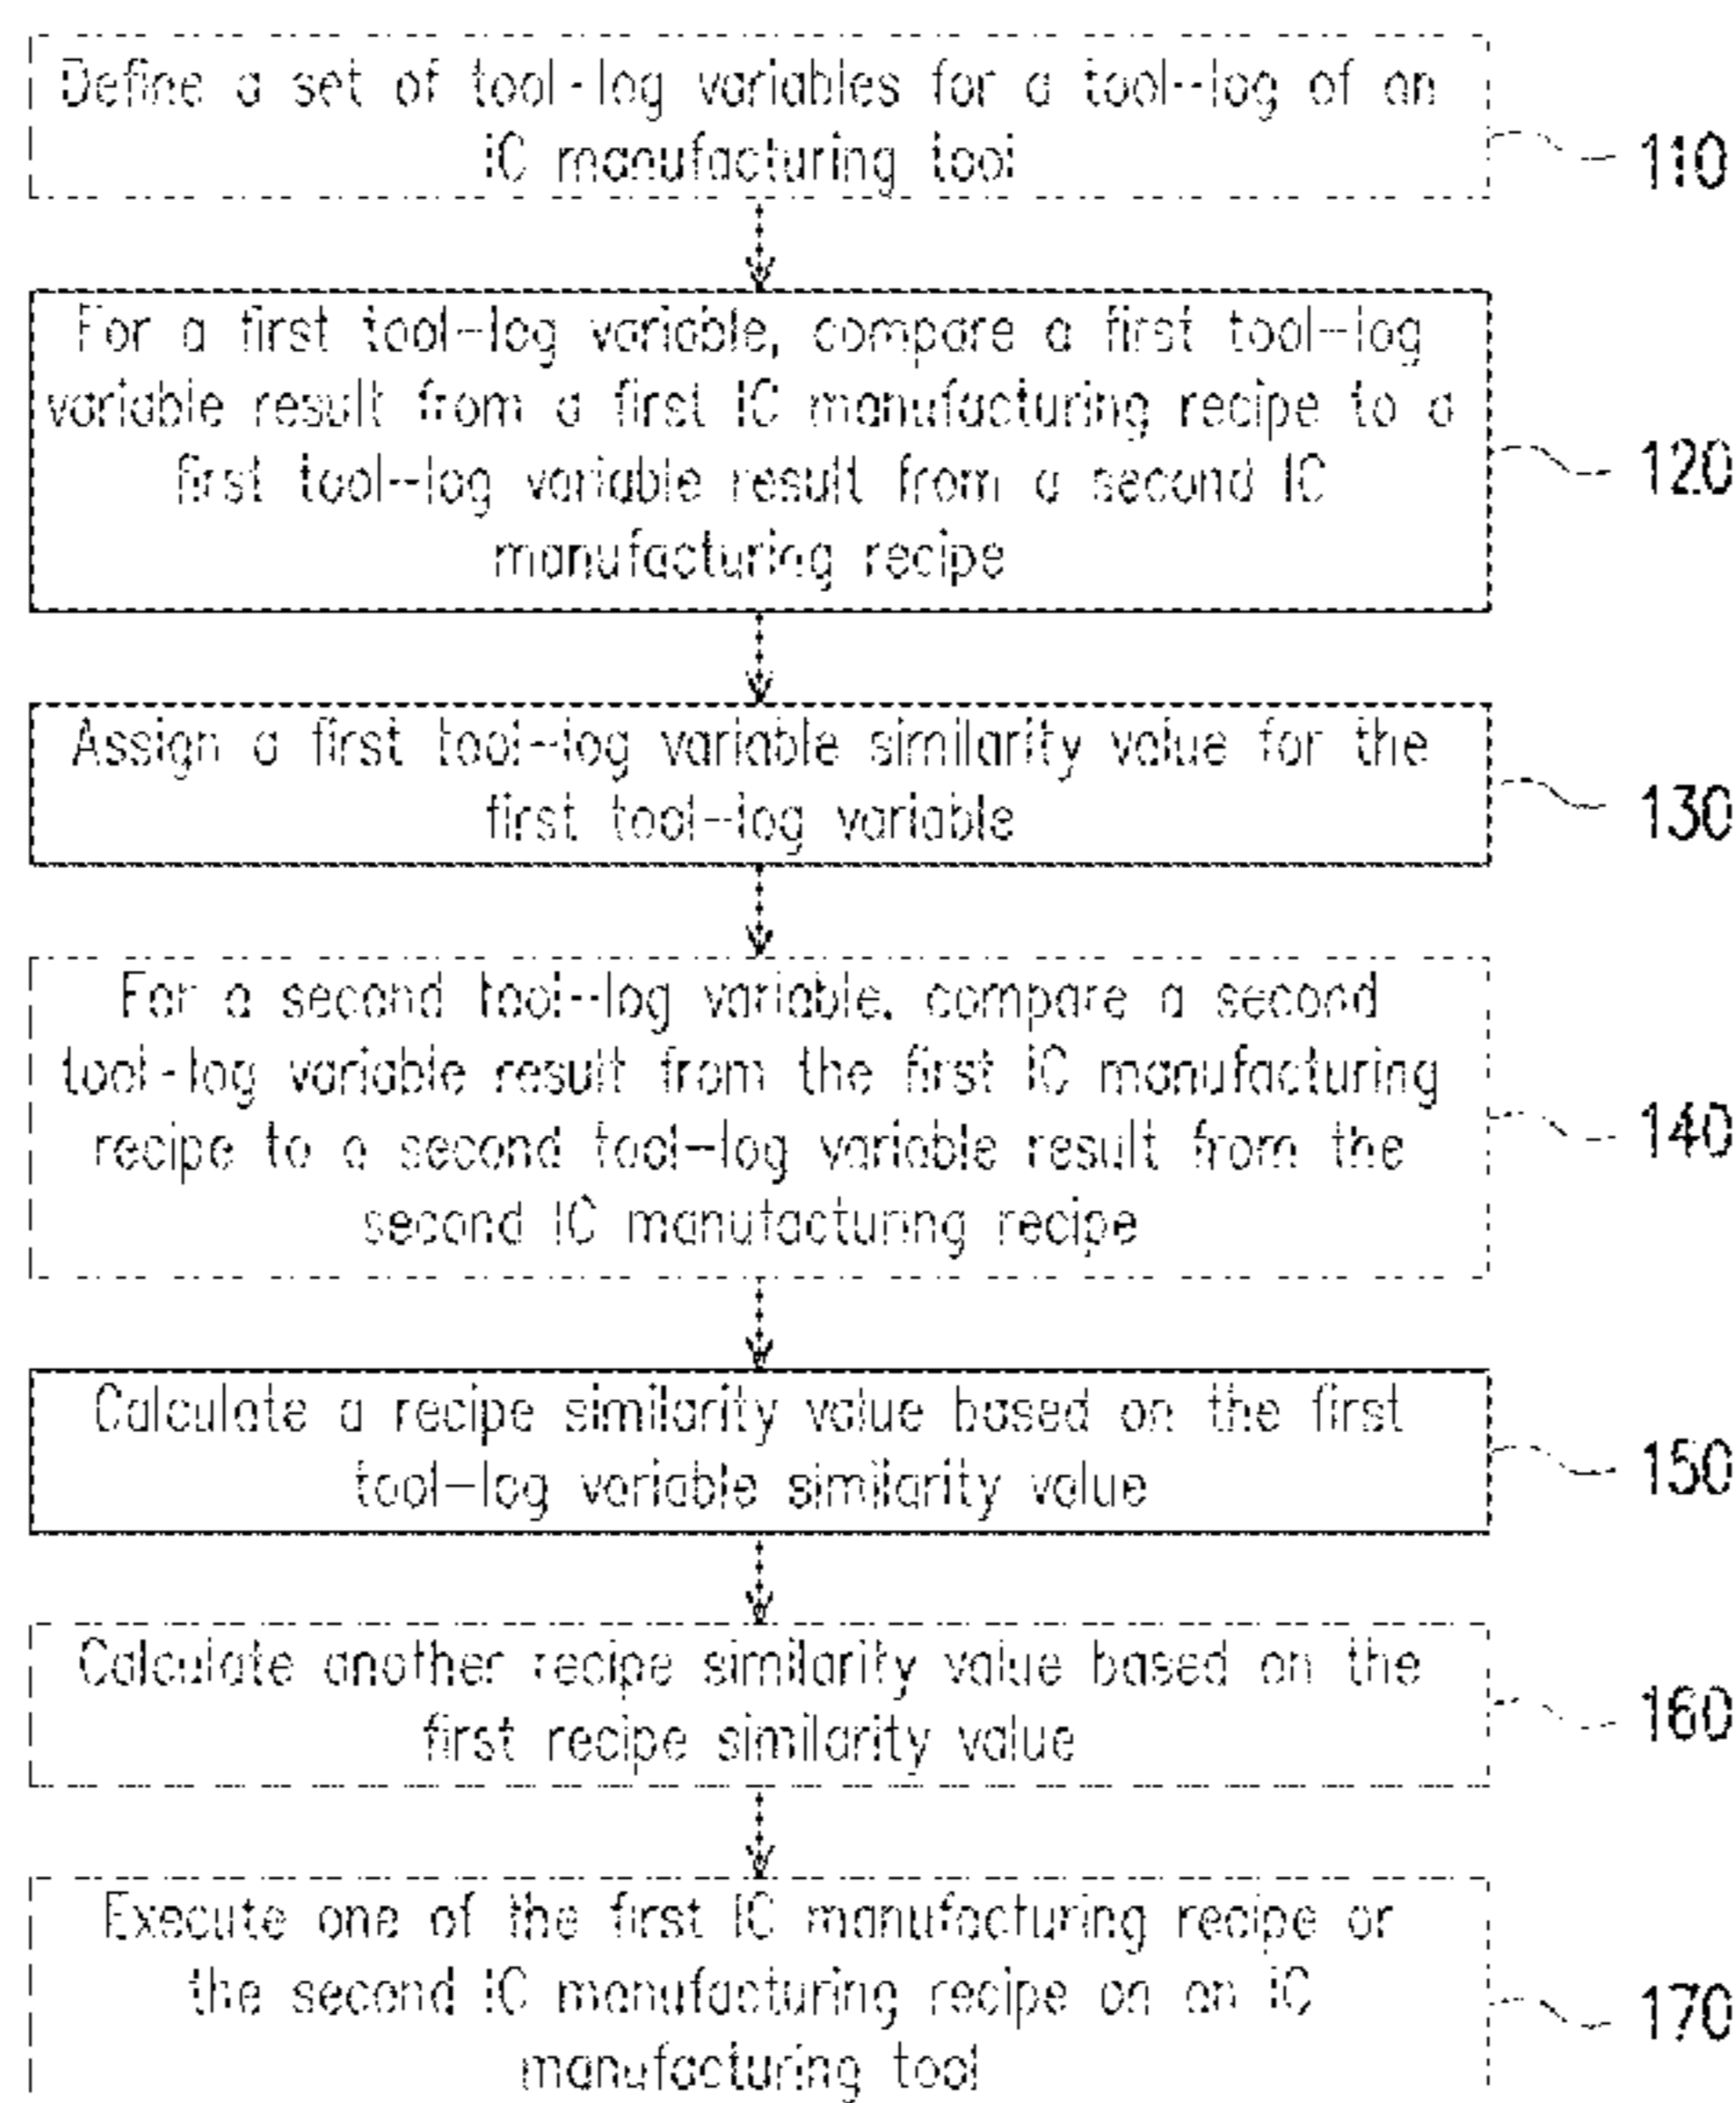 Define a set of tool-log variables for a tool-log of an
IC manufacturing tool
110
For a first tool-log variable, compare a first tool-log
variable result from a first IC manufacturing recipe to a
first tool-log variable result from a second IC
manufacturing recipe
120
Assign a first tool-log variable similarity value for the
first tool-log variable
130
For a second tool-log variable, compare a second
tool-log variable result from the first IC manufacturing
recipe to a second tool-log variable result from the
second IC manufacturing recipe
140
Calculate a recipe similarity value based on the first
tool-log variable similarity value
150
Calculate another recipe similarity value based on the
first recipe similarity value
160
Execute one of the first IC manufacturing recipe or
the second IC manufacturing recipe on an IC
manufacturing tool
170